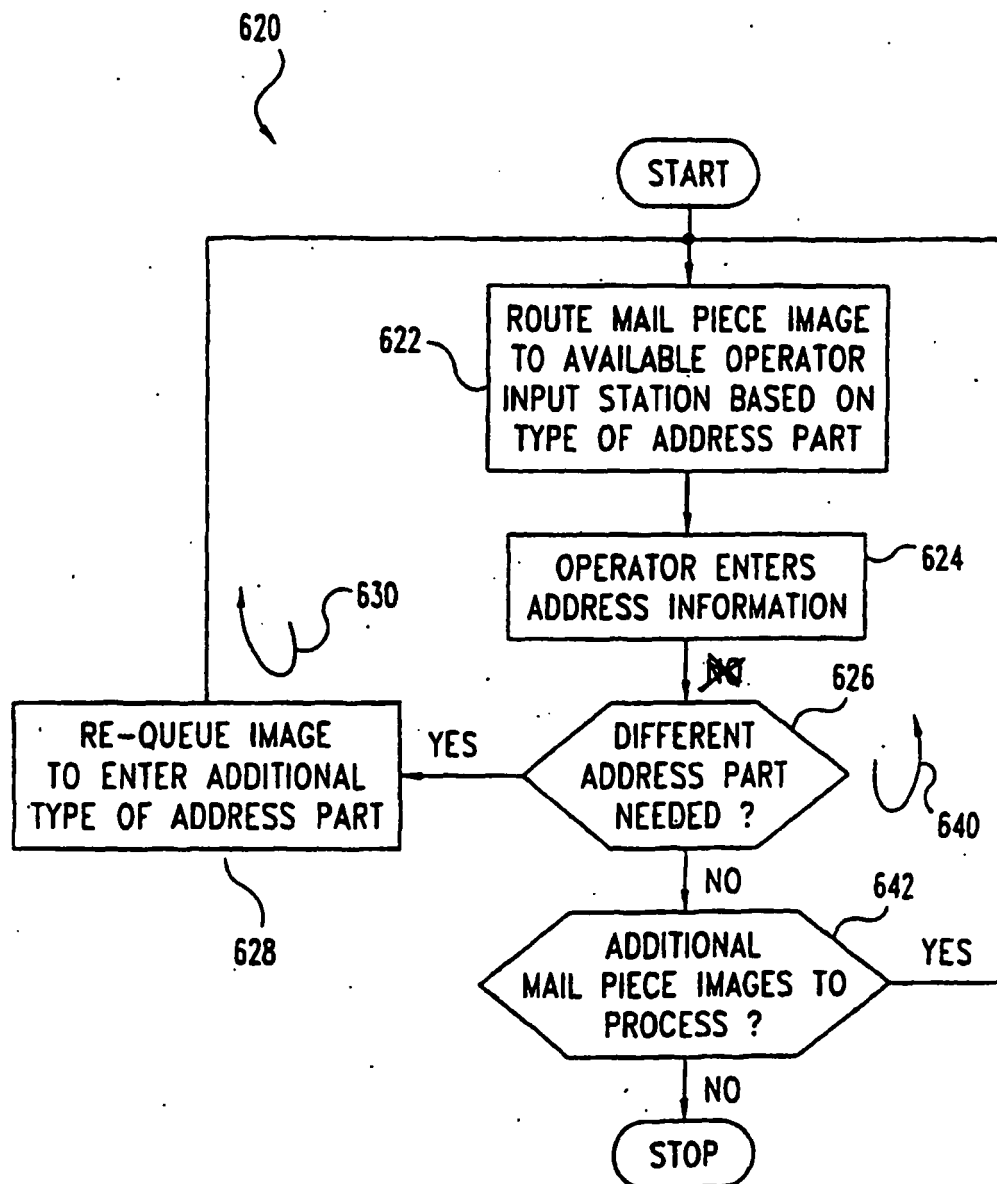 620
START
622
ROUTE MAIL PIECE IMAGE
TO AVAILABLE OPERATOR
INPUT STATION BASED ON
TYPE OF ADDRESS PART
OPERATOR ENTERS
ADDRESS INFORMATION
624
630
626
RE-QUEUE IMAGE
TO ENTER ADDITIONAL
TYPE OF ADDRESS PART
YES
DIFFERENT
ADDRESS PART
NEEDED ?
640
628
NO
642
ADDITIONAL
MAIL PIECE IMAGES TO
PROCESS ?
YES
NO
STOP